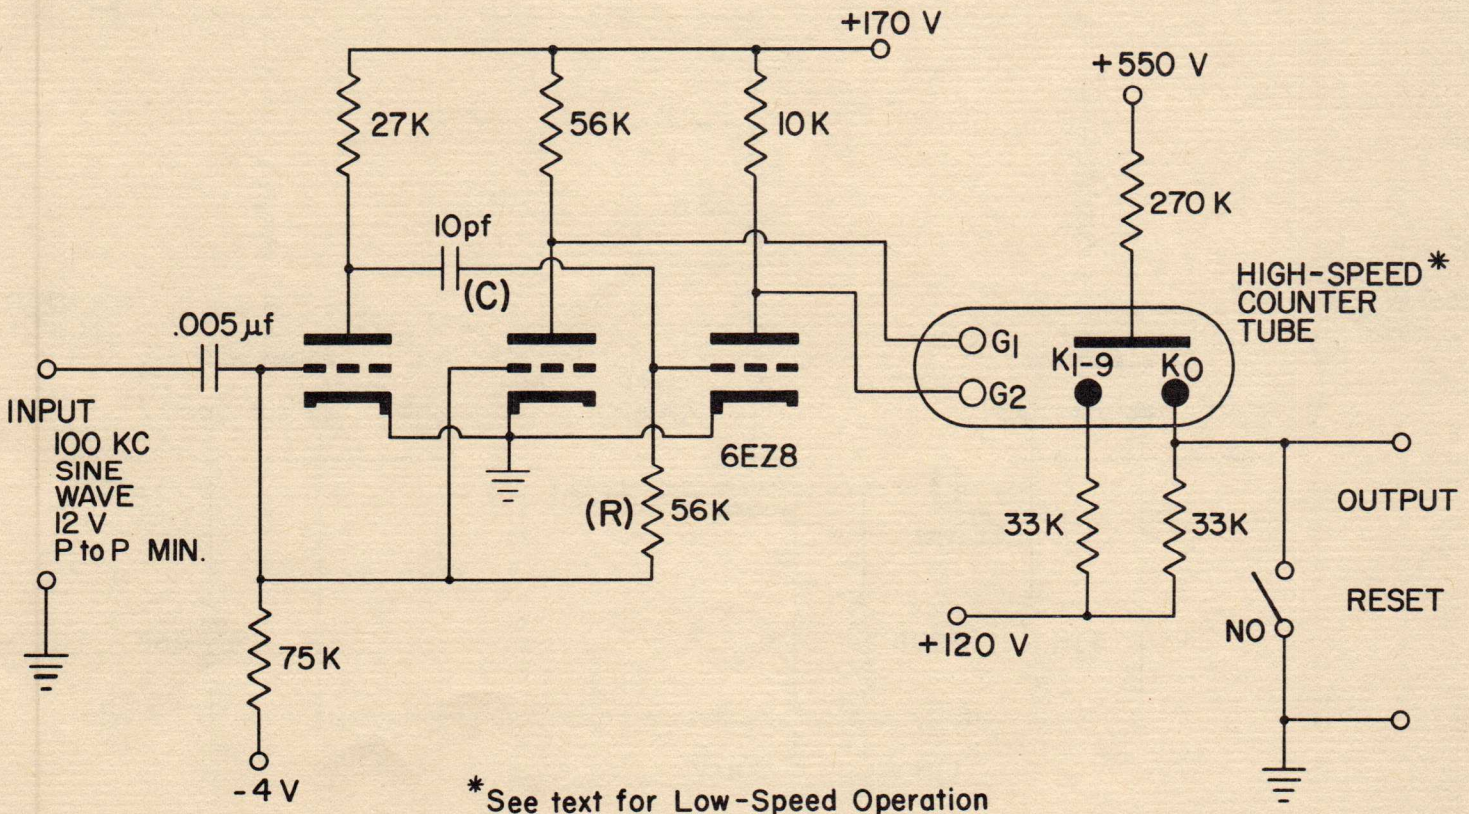 +170 V
+550 V
27K
56K
10K
270 K
10pf
(C)
HIGH-SPEED*
COUNTER
TUBE
.005µf
G1
K1-9
K0
G2
INPUT
100 KC
SINE
WAVE
12 V
P to P MIN.
6EZ8
(R)
56K
33K
33K
OUTPUT
RESET
NO
+120 V
75K
-4 V
*See text for Low-Speed Operation